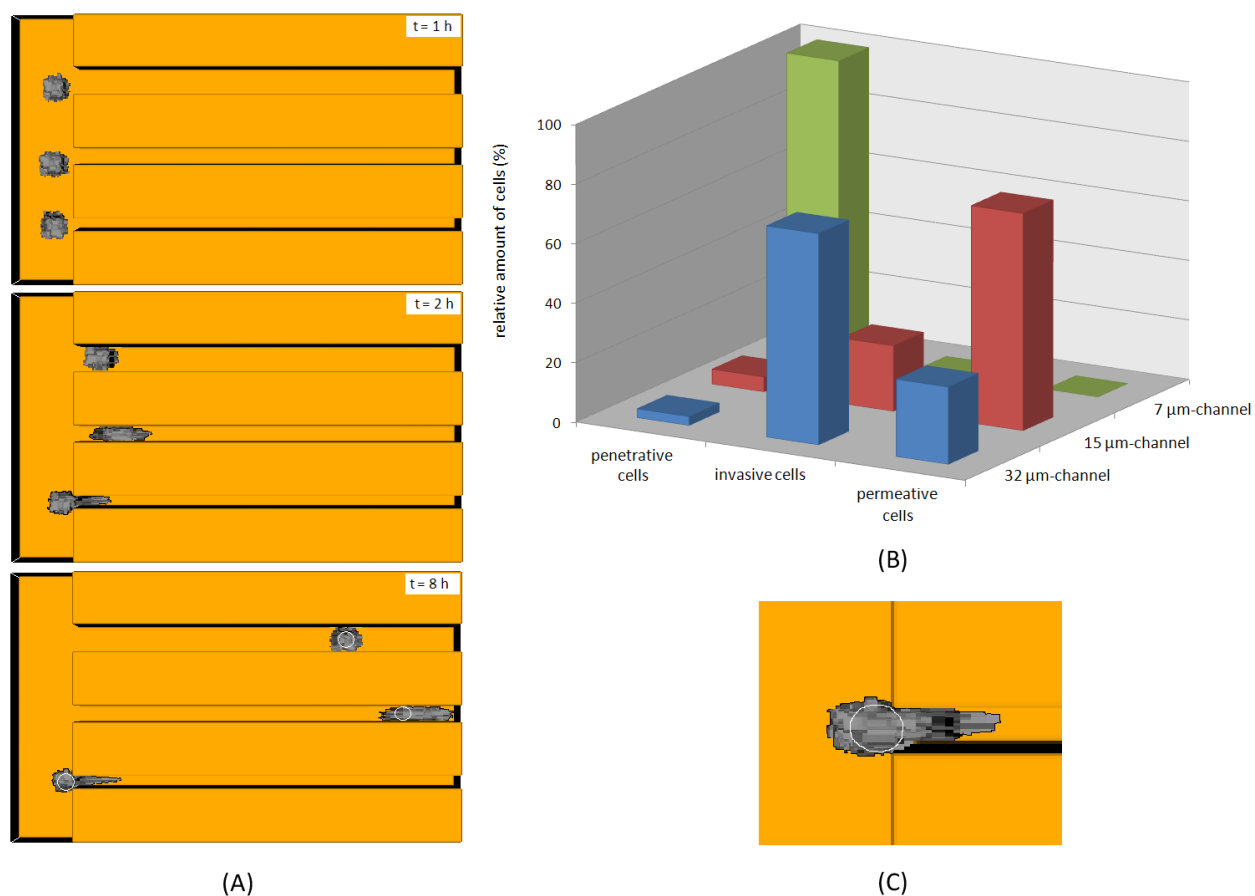 t = 1 h
t = 2 h
t = 8 h
(A)
relative amount of cells (%)
100
80
60
40
20
0
penetrative
cells
invasive cells
permeative
cells
7 µm-channel
15 µm-channel
32 µm-channel
(B)
(C)